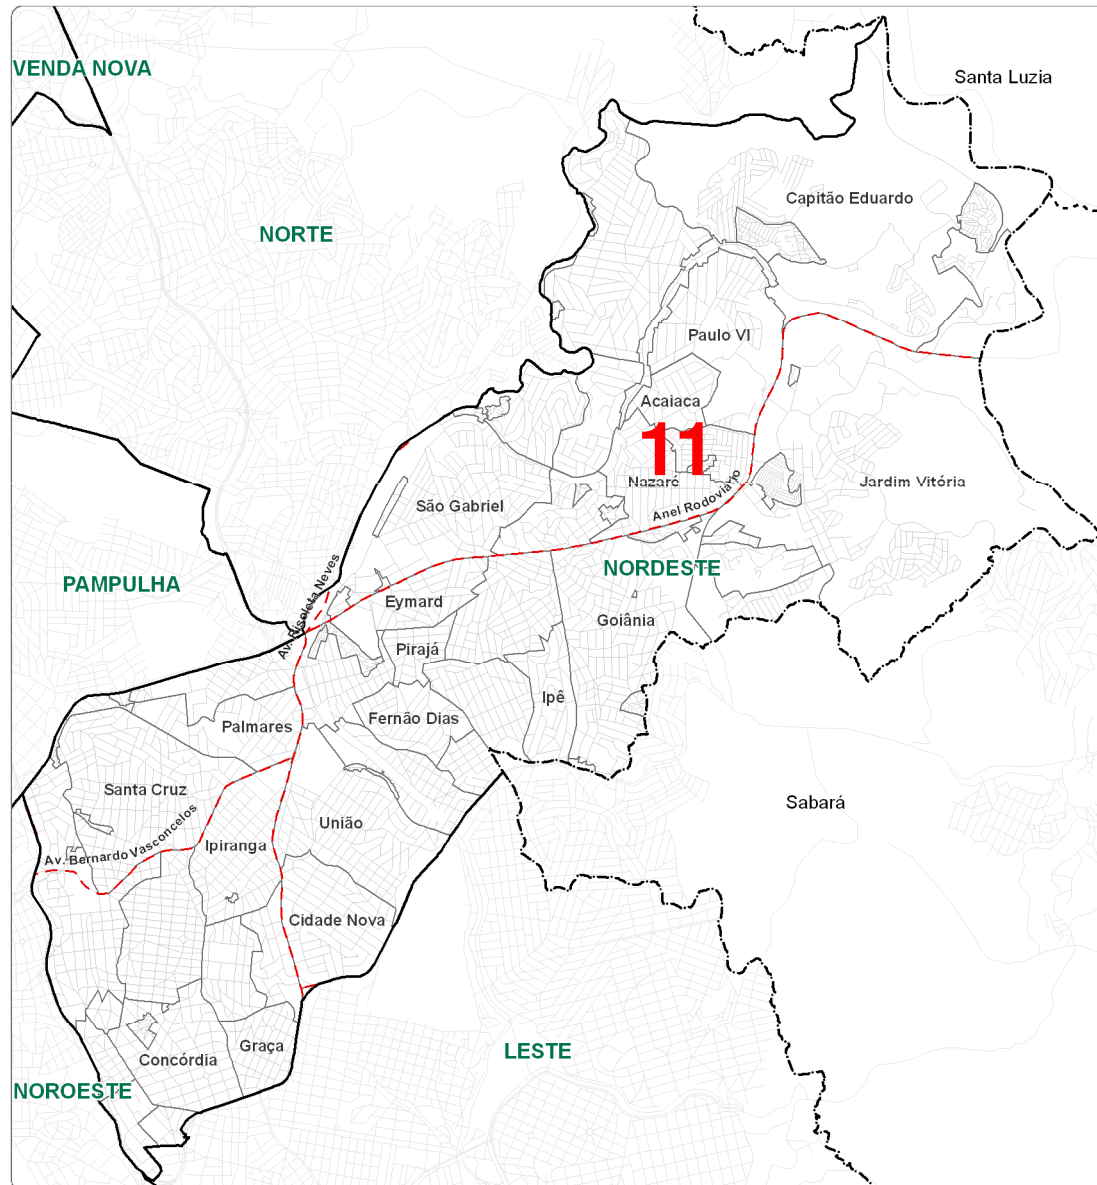 VENDA NOVA
Santa Luzia
Capitão Eduardo
NORTE
Paulo VI
Acaiaca
11
Nazaré
Jardim Vitória
São Gabriel
Anel Rodoviário
NORDESTE
PAMPULHA
Av. Risoleta Neves
Eymard
Goiânia
Pirajá
Ipê
Fernão Dias
Palmares
Santa Cruz
Sabará
União
Av. Bernardo Vasconcelos
Ipiranga
Cidade Nova
Graça
LESTE
Concórdia
NOROESTE